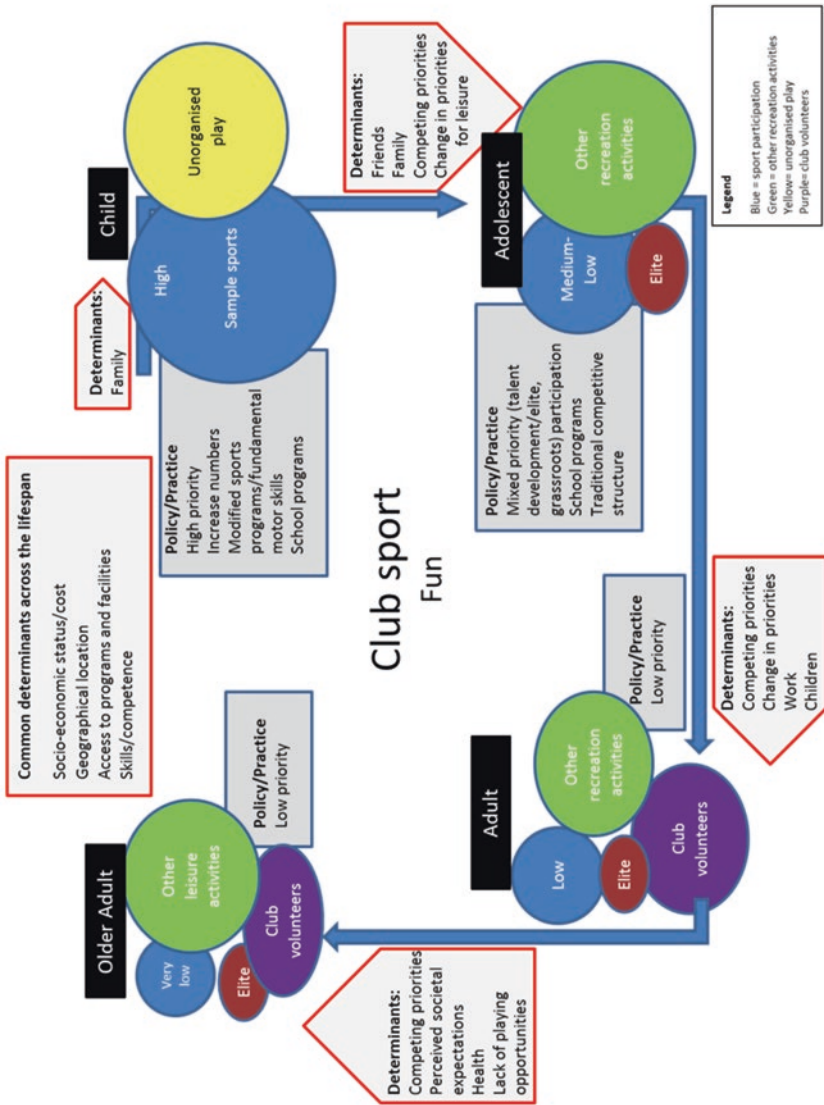 Common determinants across the lifespan
Socio-economic status/cost
Geographical location
Access to programs and facilities
Skills/competence
Determinants:
Family
Child
High
Sample sports
Unorganised
play
Policy/Practice
High priority
Increase numbers
Modified sports
programs/fundamental
motor skills
School programs
Determinants:
Friends
Family
Competing priorities
Change in priorities
for leisure
Adolescent
Medium-
Low
Other
recreation
activities
Elite
Policy/Practice
Mixed priority (talent
development/elite,
grassroots) participation
School programs
Traditional competitive
structure
Club sport
Fun
Determinants:
Competing priorities
Change in priorities
Work
Children
Adult
Low
Other
recreation
activities
Elite
Club
volunteers
Policy/Practice
Low priority
Determinants:
Competing priorities
Perceived societal
expectations
Health
Lack of playing
opportunities
Older Adult
Very
low
Other
leisure
activities
Elite
Club
volunteers
Policy/Practice
Low priority
Legend
Blue = sport participation
Green = other recreation activities
Yellow= unorganised play
Purple= club volunteers